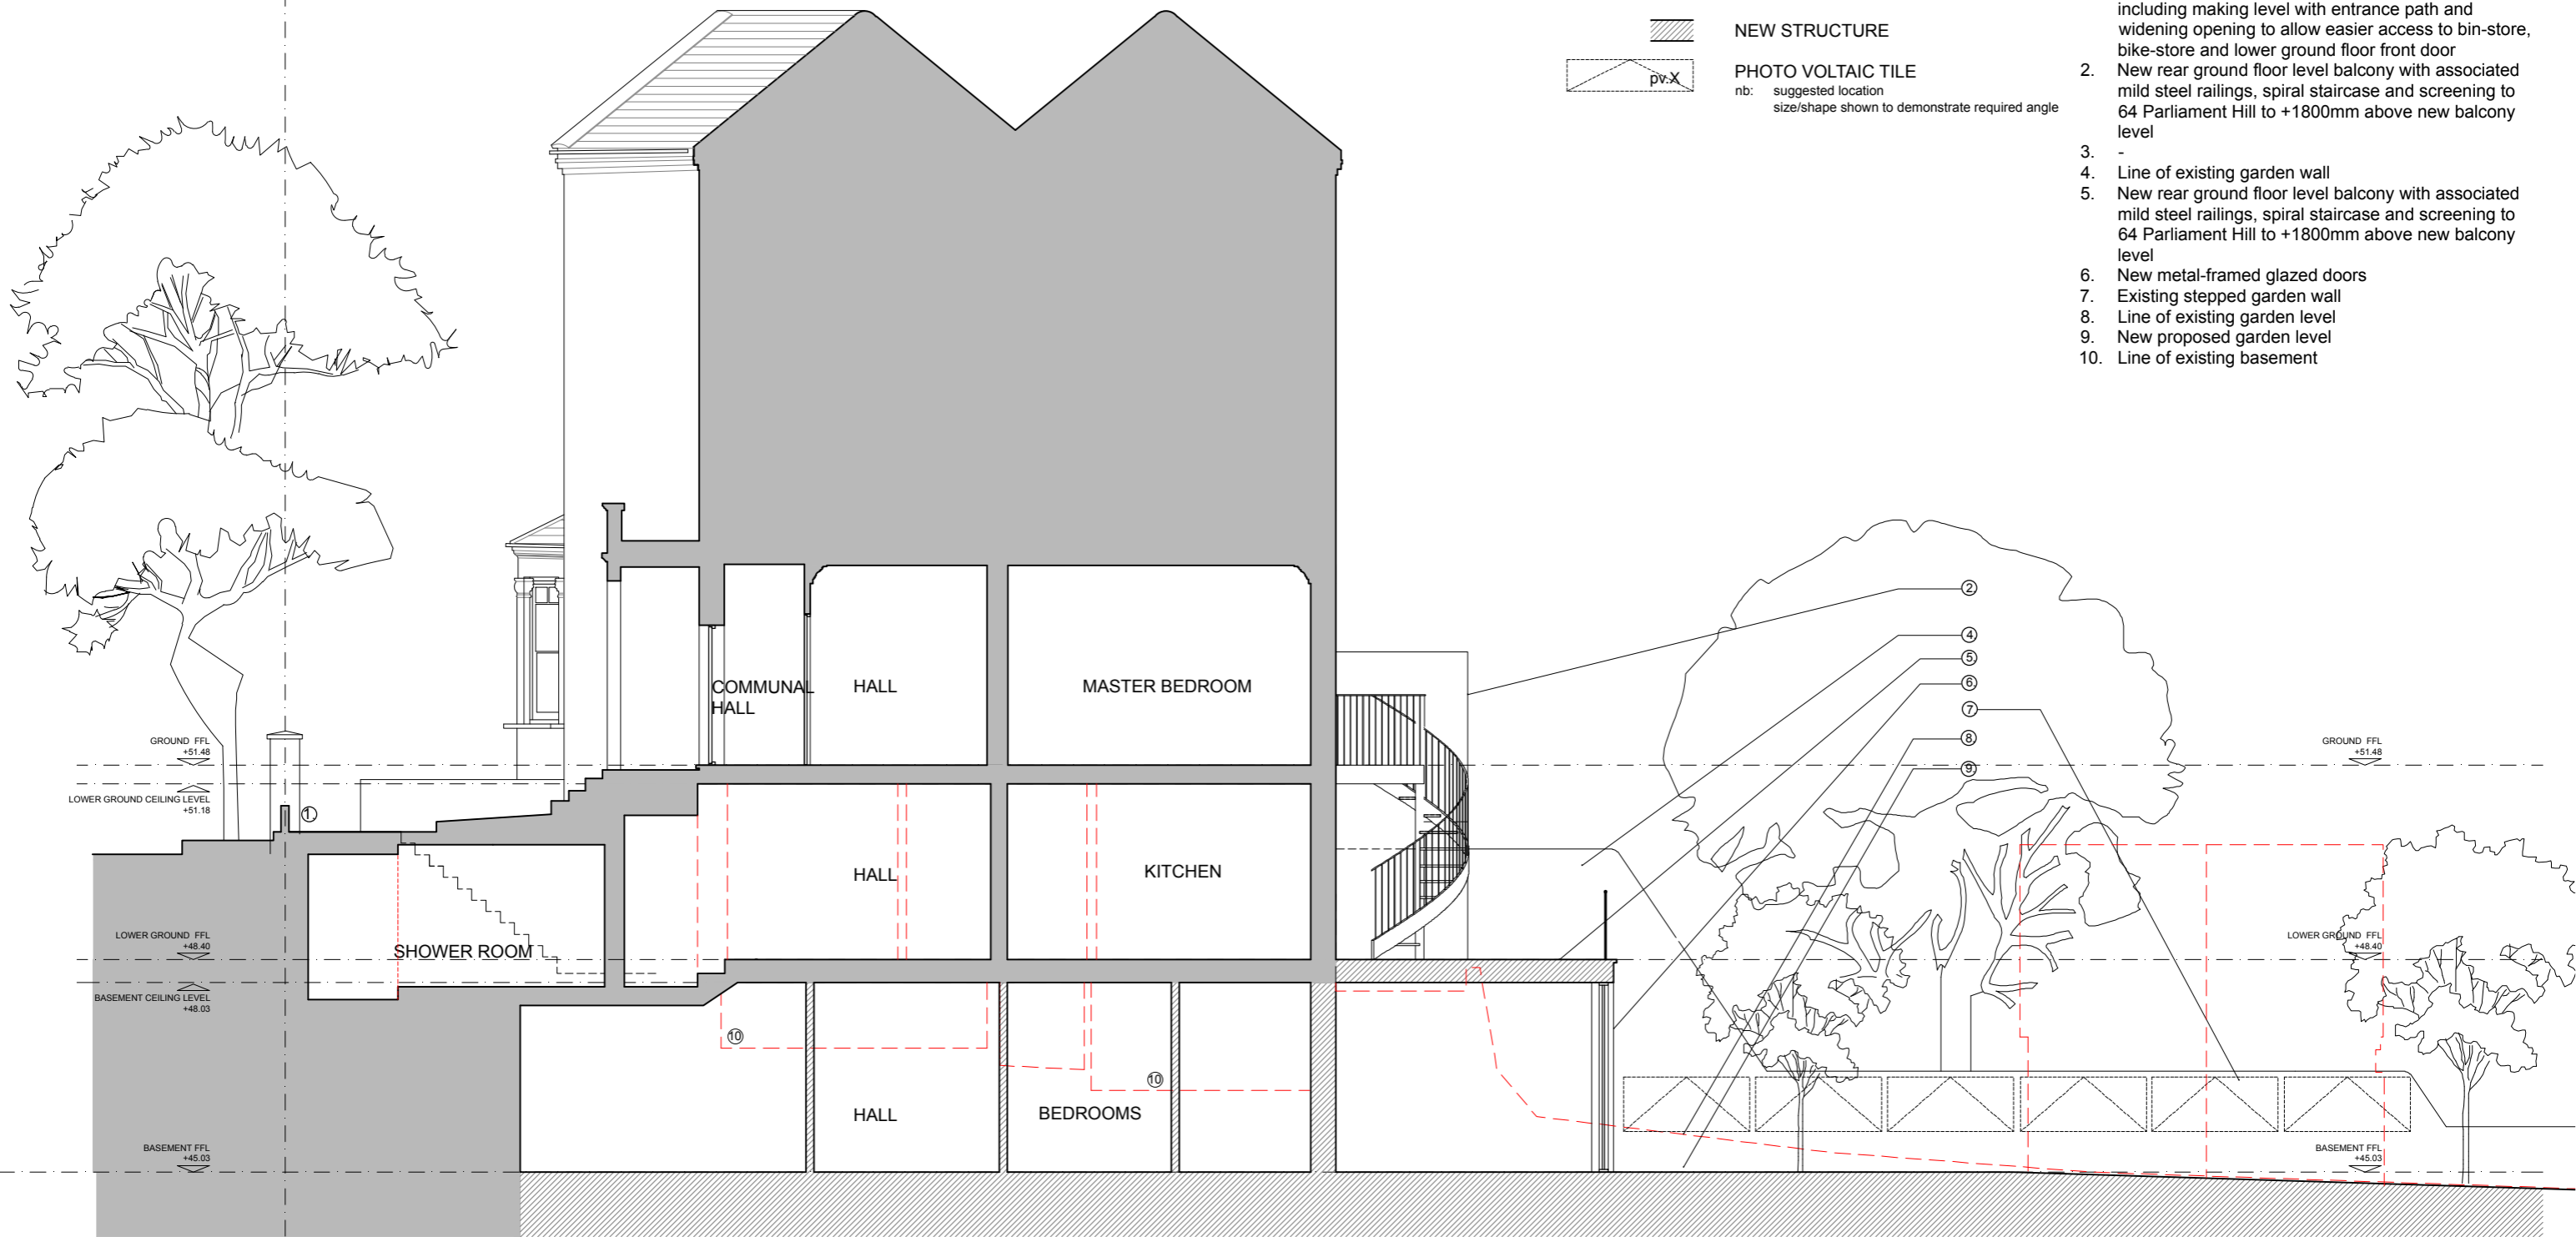 NEW STRUCTURE
pv.X
PHOTO VOLTAIC TILE
nb: suggested location
size/shape shown to demonstrate required angle
including making level with entrance path and
widening opening to allow easier access to bin-store,
bike-store and lower ground floor front door
2. New rear ground floor level balcony with associated
mild steel railings, spiral staircase and screening to
64 Parliament Hill to +1800mm above new balcony
level
3. -
4. Line of existing garden wall
5. New rear ground floor level balcony with associated
mild steel railings, spiral staircase and screening to
64 Parliament Hill to +1800mm above new balcony
level
6. New metal-framed glazed doors
7. Existing stepped garden wall
8. Line of existing garden level
9. New proposed garden level
10. Line of existing basement
2.
4.
5.
6.
7.
8.
9.
COMMUNAL
HALL
HALL
MASTER BEDROOM
GROUND FFL
+51.48
GROUND FFL
+51.48
LOWER GROUND CEILING LEVEL
+51.18
1.
HALL
KITCHEN
SHOWER ROOM
LOWER GROUND FFL
+48.40
LOWER GROUND FFL
+48.40
BASEMENT CEILING LEVEL
+48.03
10
10
HALL
BEDROOMS
BASEMENT FFL
+45.03
BASEMENT FFL
+45.03